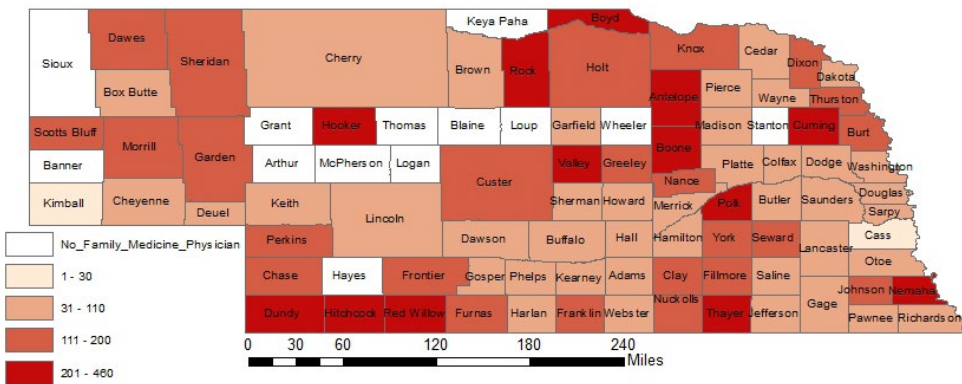 Keya Paha Boyd
Dawes Sioux Sheridan Cherry Brown Rock Holt Knox Cedar Dixon Dakota
Box Butte Antelope Pierce Wayne Thurston
Scotts Bluff Morrill Garden Grant Hooker Thomas Blaine Loup Garfield Wheeler Madison Stanton Cuming Burt
Banner Arthur McPherson Logan Custer Valley Greeley Boone Platte Colfax Dodge Washington
Kimball Cheyenne Deuel Keith Lincoln Sherman Howard Nance Merrick Polk Butler Saunders Douglas
Sarpy
Perkins Dawson Buffalo Hall Hamilton York Seward Lancaster Cass
Otoe
Chase Hayes Frontier Gosper Phelps Kearney Adams Clay Fillmore Saline Gage Johnson Nemaha
Dundy Hitchcock Red Willow Furnas Harlan Franklin Webster Nuckolls Thayer Jefferson Pawnee Richardson
No_Family_Medicine_Physician
1 - 30
31 - 110
111 - 200
201 - 460
0 30 60 120 180 240
Miles